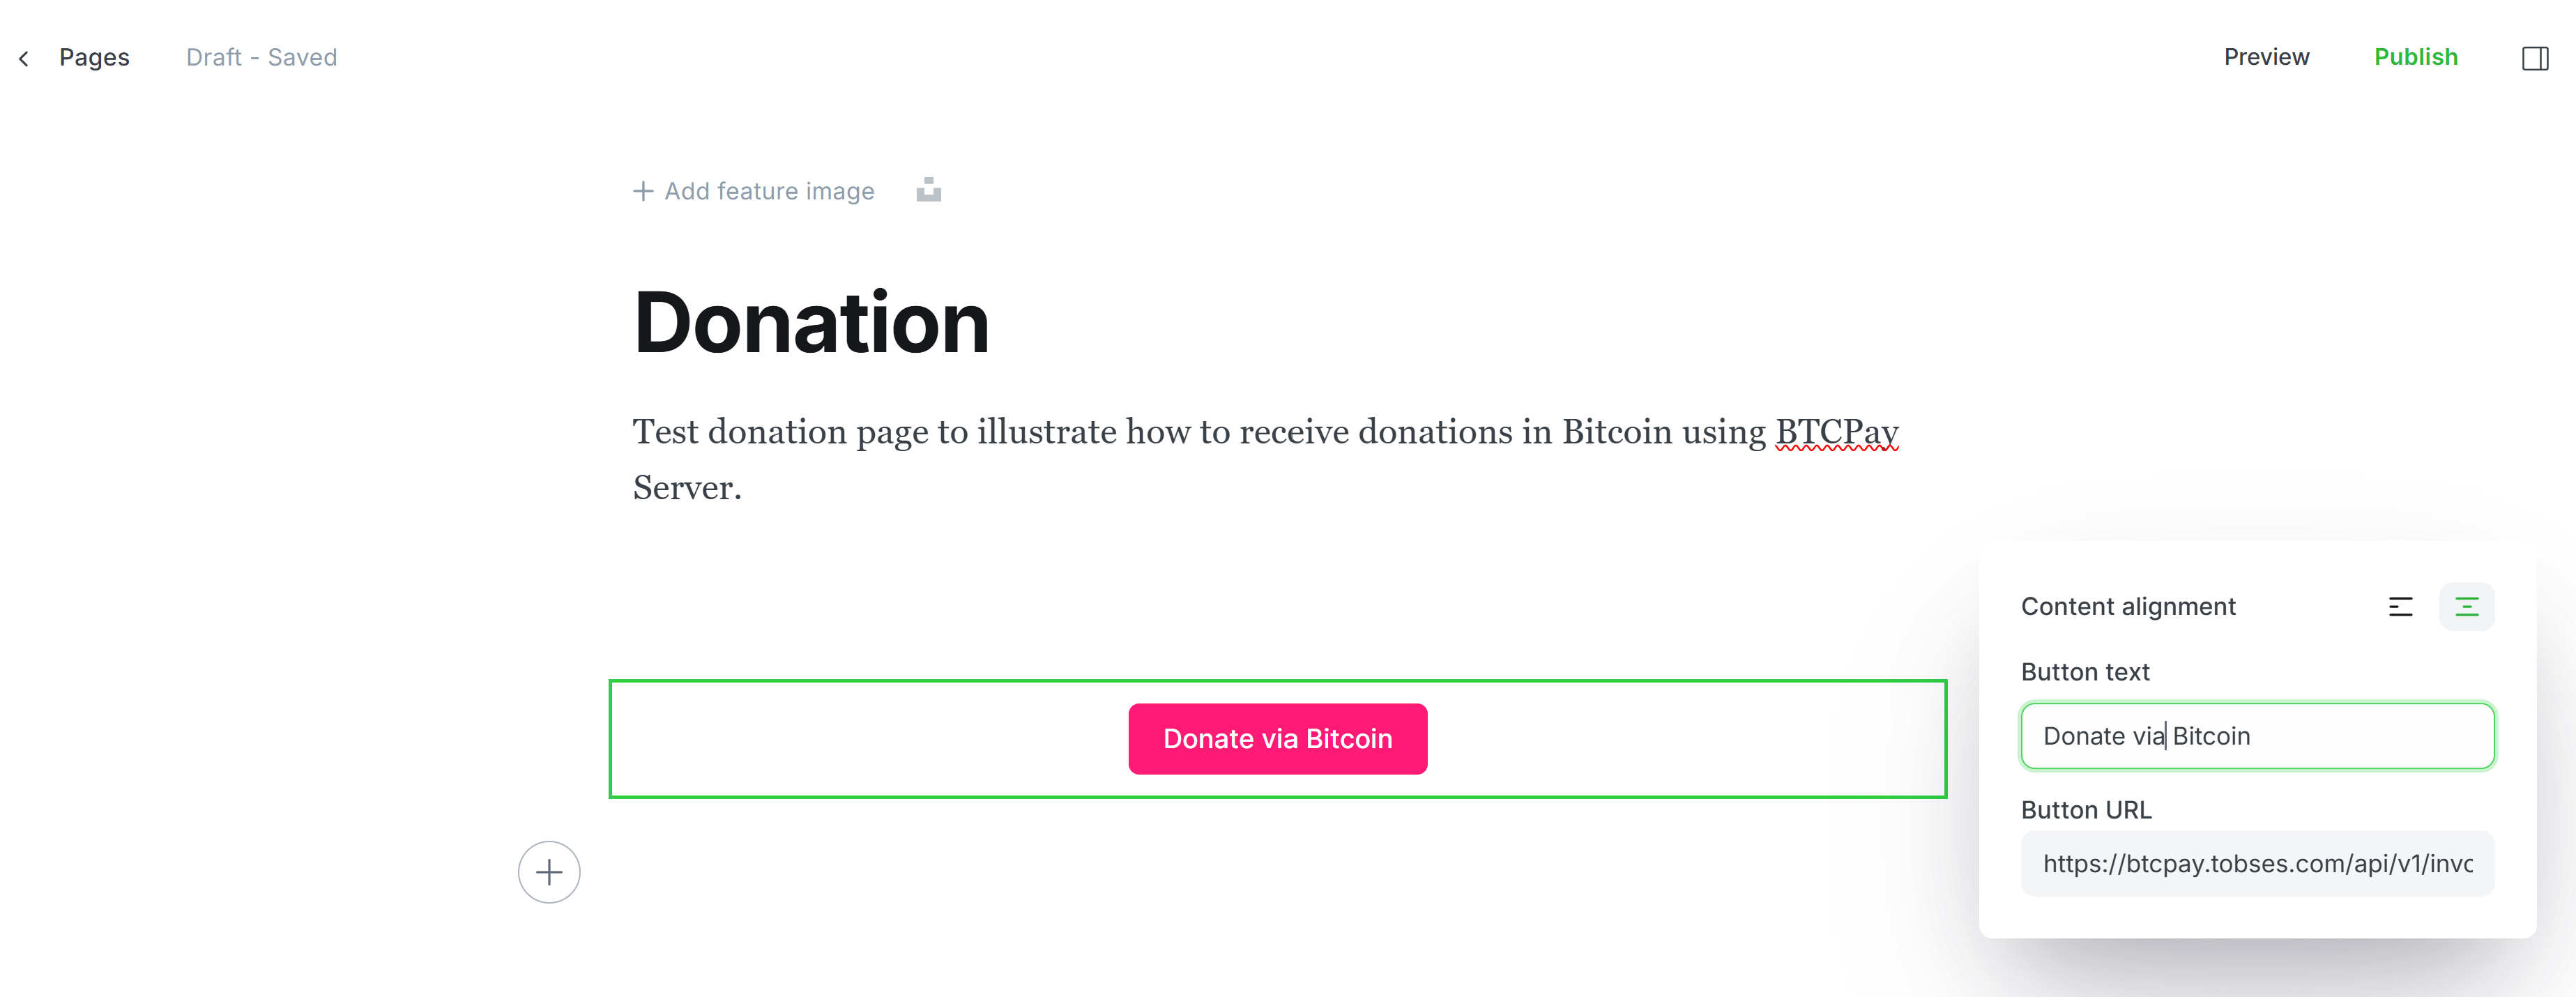 Pages
Draft - Saved
Preview
Publish
Add feature image
Donation
Test donation page to illustrate how to receive donations in Bitcoin using BTCPay
Server.
Content alignment
Button text
Donate via Bitcoin
Donate via Bitcoin
Button URL
https://btcpay.tobses.com/api/v1/invo